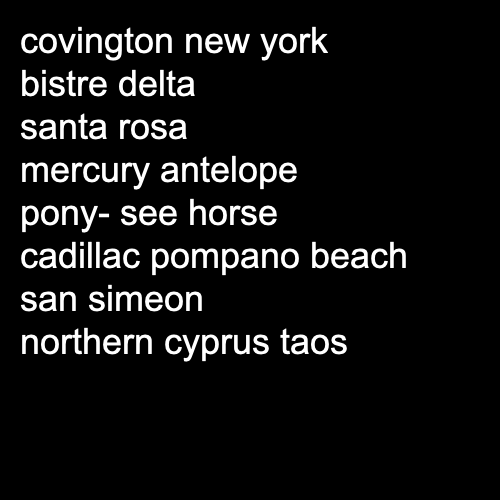 covington new york
bistre delta
santa rosa
mercury antelope
pony- see horse
cadillac pompano beach
san simeon
northern cyprus taos